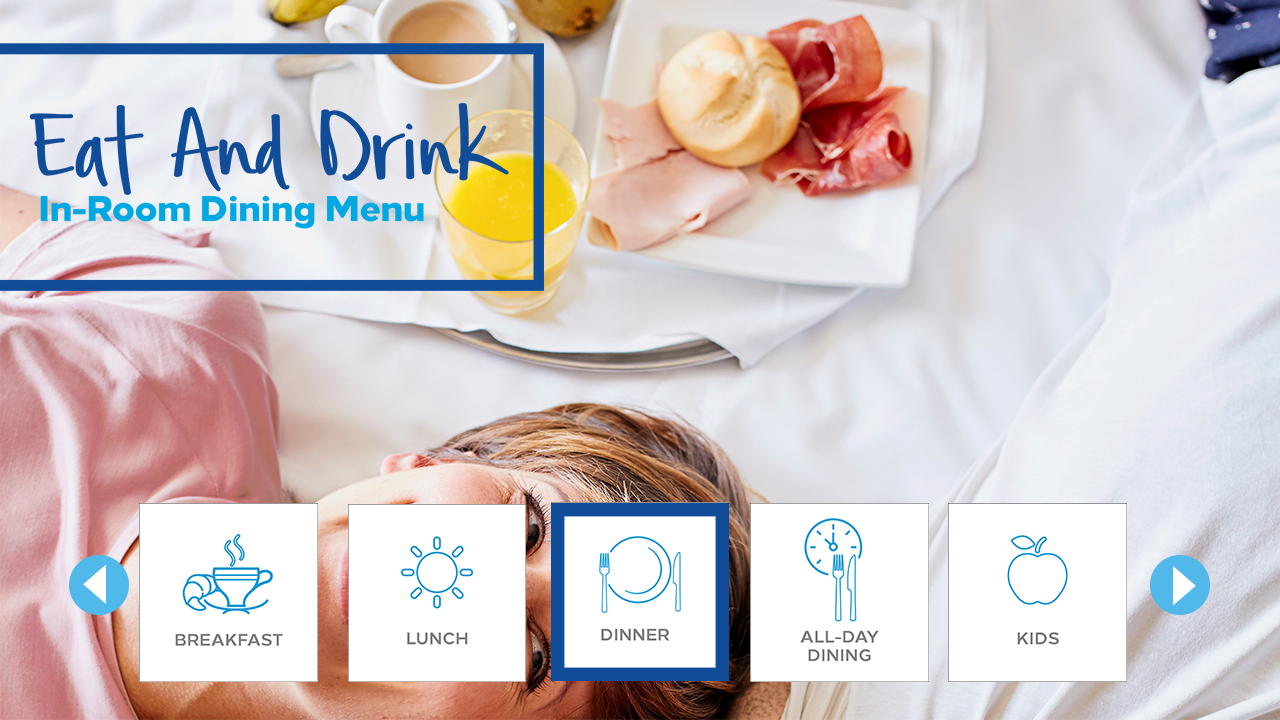 Eat And Drink
In-Room Dining Menu
BREAKFAST
LUNCH
DINNER
ALL-DAY
DINING
KIDS